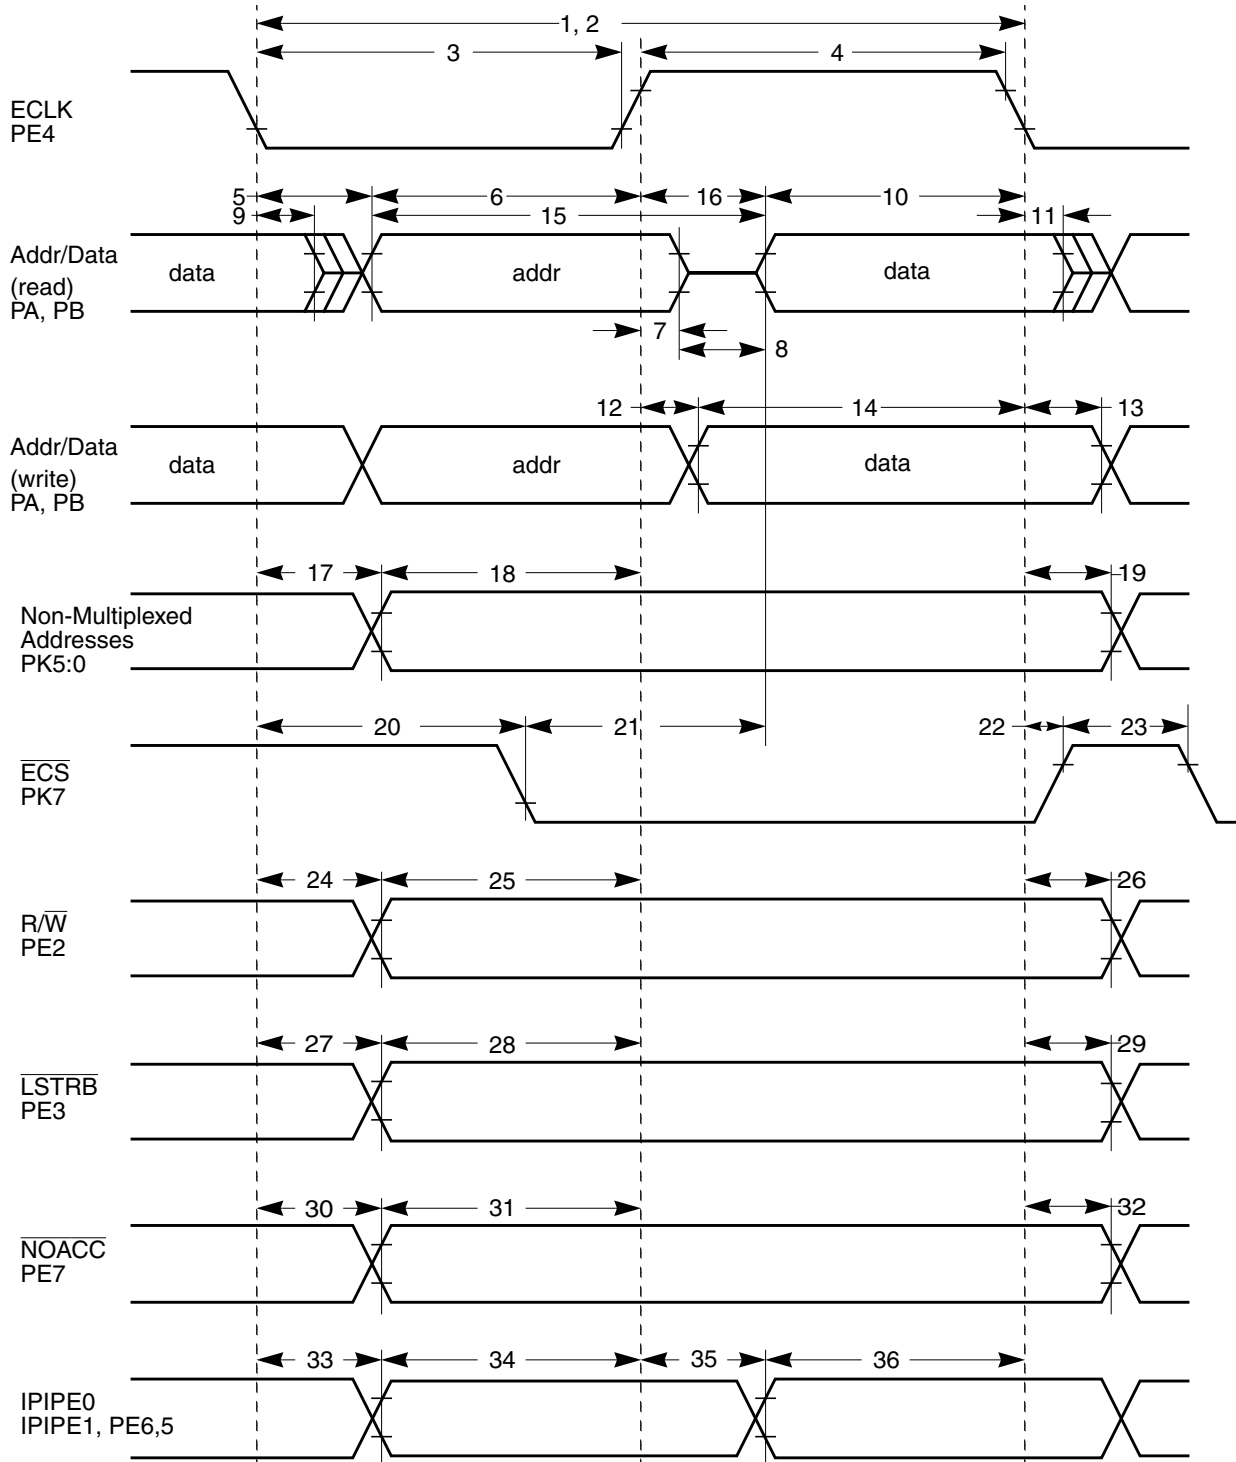 1, 2
3
4
ECLK
PE4
5
6
16
10
9
15
11
Addr/Data
(read)
PA, PB
data
addr
data
7
8
12
14
13
Addr/Data
(write)
PA, PB
data
addr
data
17
18
19
Non-Multiplexed
Addresses
PK5:0
20
21
22
23
ECS
PK7
24
25
26
R/W
PE2
27
28
29
LSTRB
PE3
30
31
32
NOACC
PE7
33
34
35
36
IPIPE0
IPIPE1, PE6,5